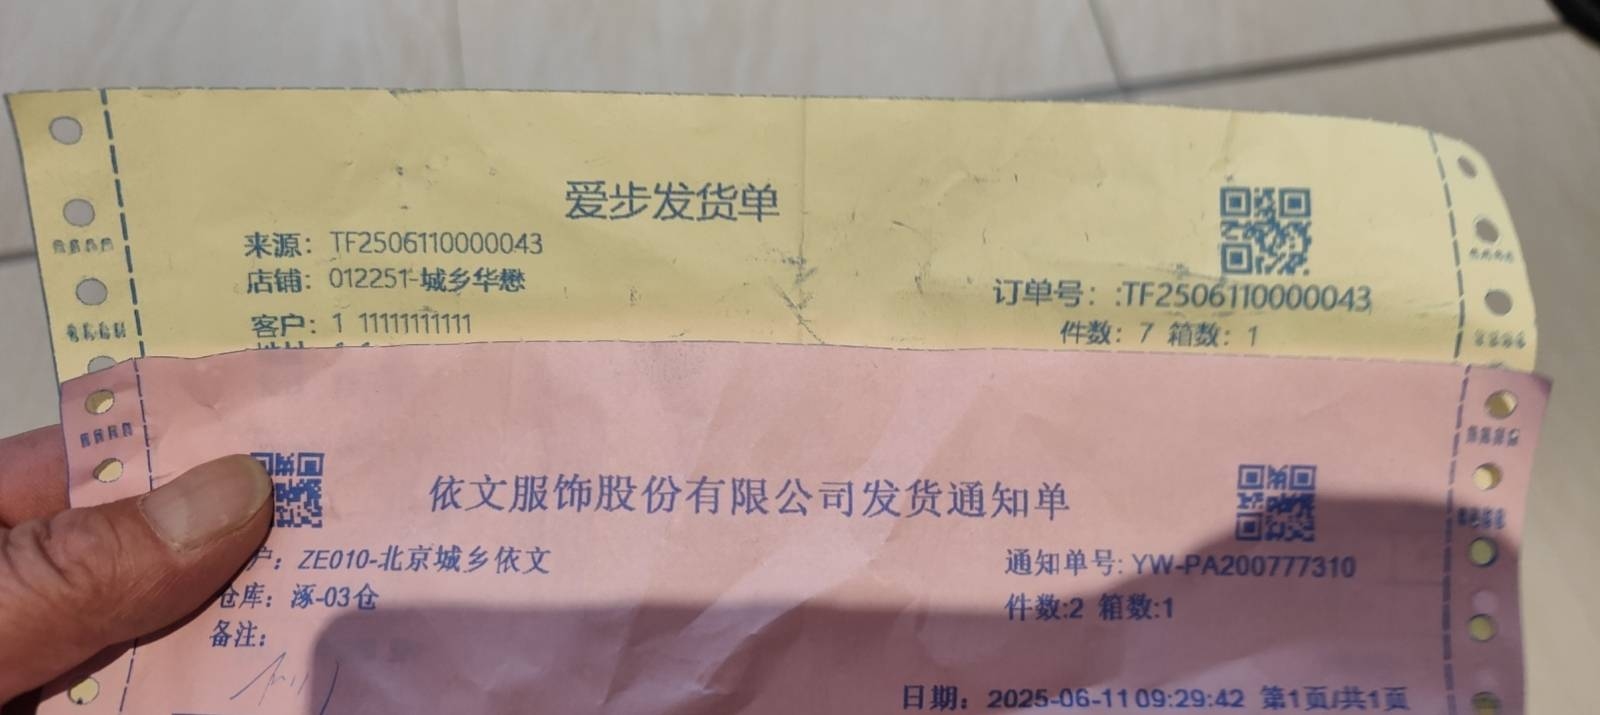 爱步发货单
来源：TF2506110000043
店铺：012251-城乡华懋
订单号：:TF2506110000043
客户：1 11111111111
件数：7 箱数：1
依文服饰股份有限公司发货通知单
户：ZE010-北京城乡依文
通知单号:YW-PA200777310
仓库：涿-03仓
件数:2 箱数:1
备注：
日期：2025-06-11 09:29:42 第1页/共1页